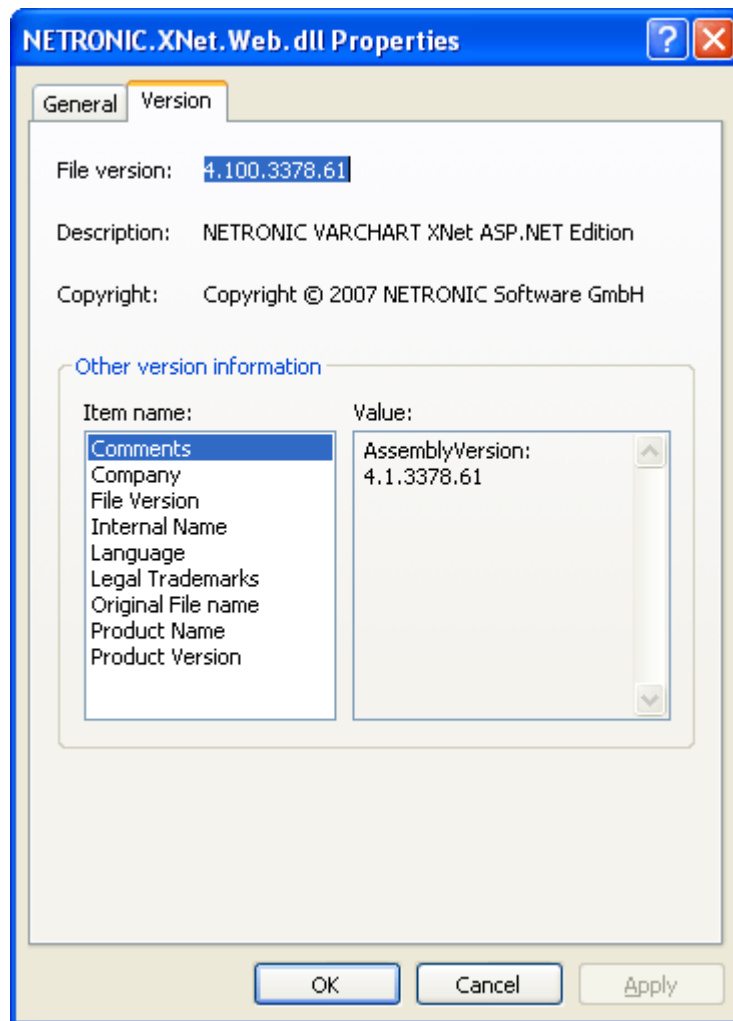 NETRONIC.XNet.Web.dll Properties
General
Version
File version: 4.100.3378.61
Description: NETRONIC VARCHART XNet ASP.NET Edition
Copyright: Copyright © 2007 NETRONIC Software GmbH
Other version information
Item name:
Comments
Company
File Version
Internal Name
Language
Legal Trademarks
Original File name
Product Name
Product Version
Value:
AssemblyVersion:
4.1.3378.61
OK
Cancel
Apply